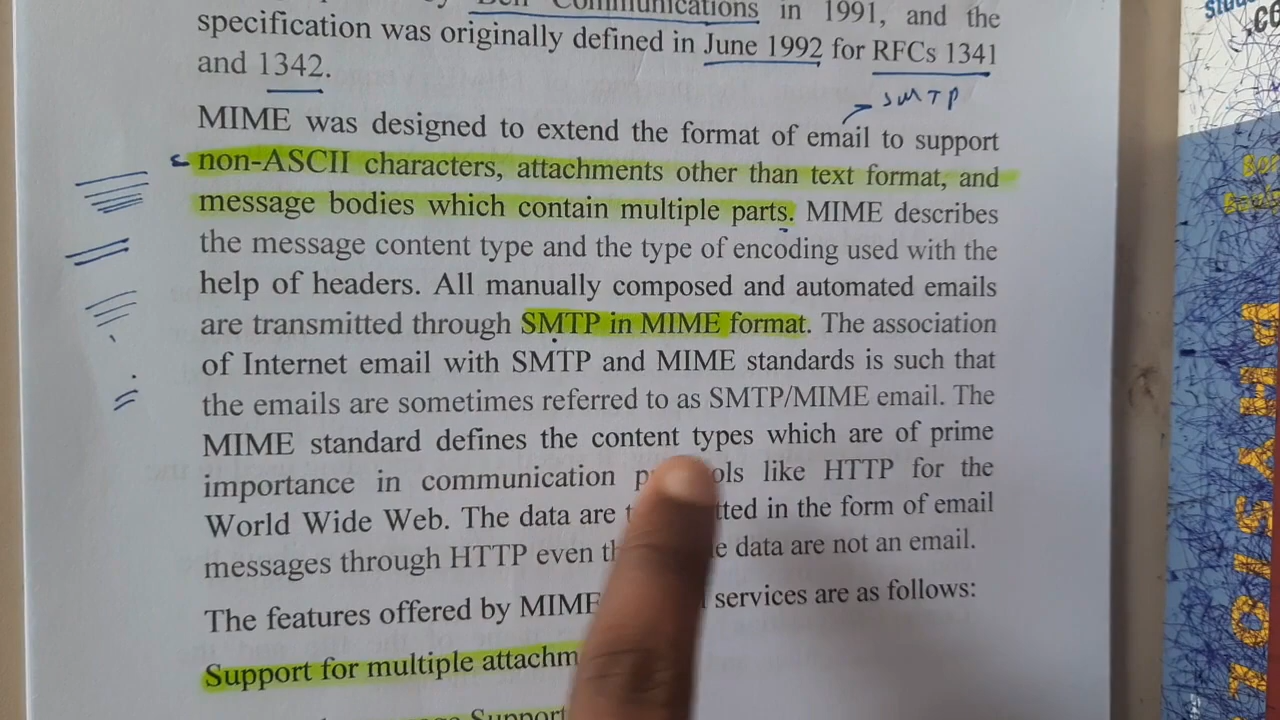 Communications in 1991, and the
specification was originally defined in June 1992 for RFCs 1341
and 1342.
SMTP
MIME was designed to extend the format of email to support
non-ASCII characters, attachments other than text format, and
message bodies which contain multiple parts. MIME describes
the message content type and the type of encoding used with the
help of headers. All manually composed and automated emails
are transmitted through SMTP in MIME format. The association
of Internet email with SMTP and MIME standards is such that
the emails are sometimes referred to as SMTP/MIME email. The
MIME standard defines the content types which are of prime
importance in communication like HTTP for the
World Wide Web. The data are in the form of email
messages through HTTP even data are not an email.
The features offered by MIME services are as follows:
Support for multiple
Support
PHYSIOL